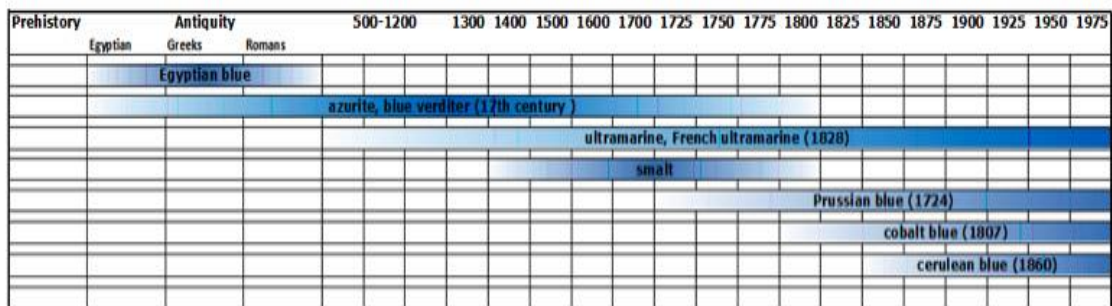 Prehistory Antiquity 500-1200 1300 1400 1500 1600 1700 1725 1750 1775 1800 1825 1850 1875 1900 1925 1950 1975
Egyptian Greeks Romans
Egyptian blue
azurite, blue verditer (17th century )
ultramarine, French ultramarine (1828)
smalt
Prussian blue (1724)
cobalt blue (1807)
cerulean blue (1860)